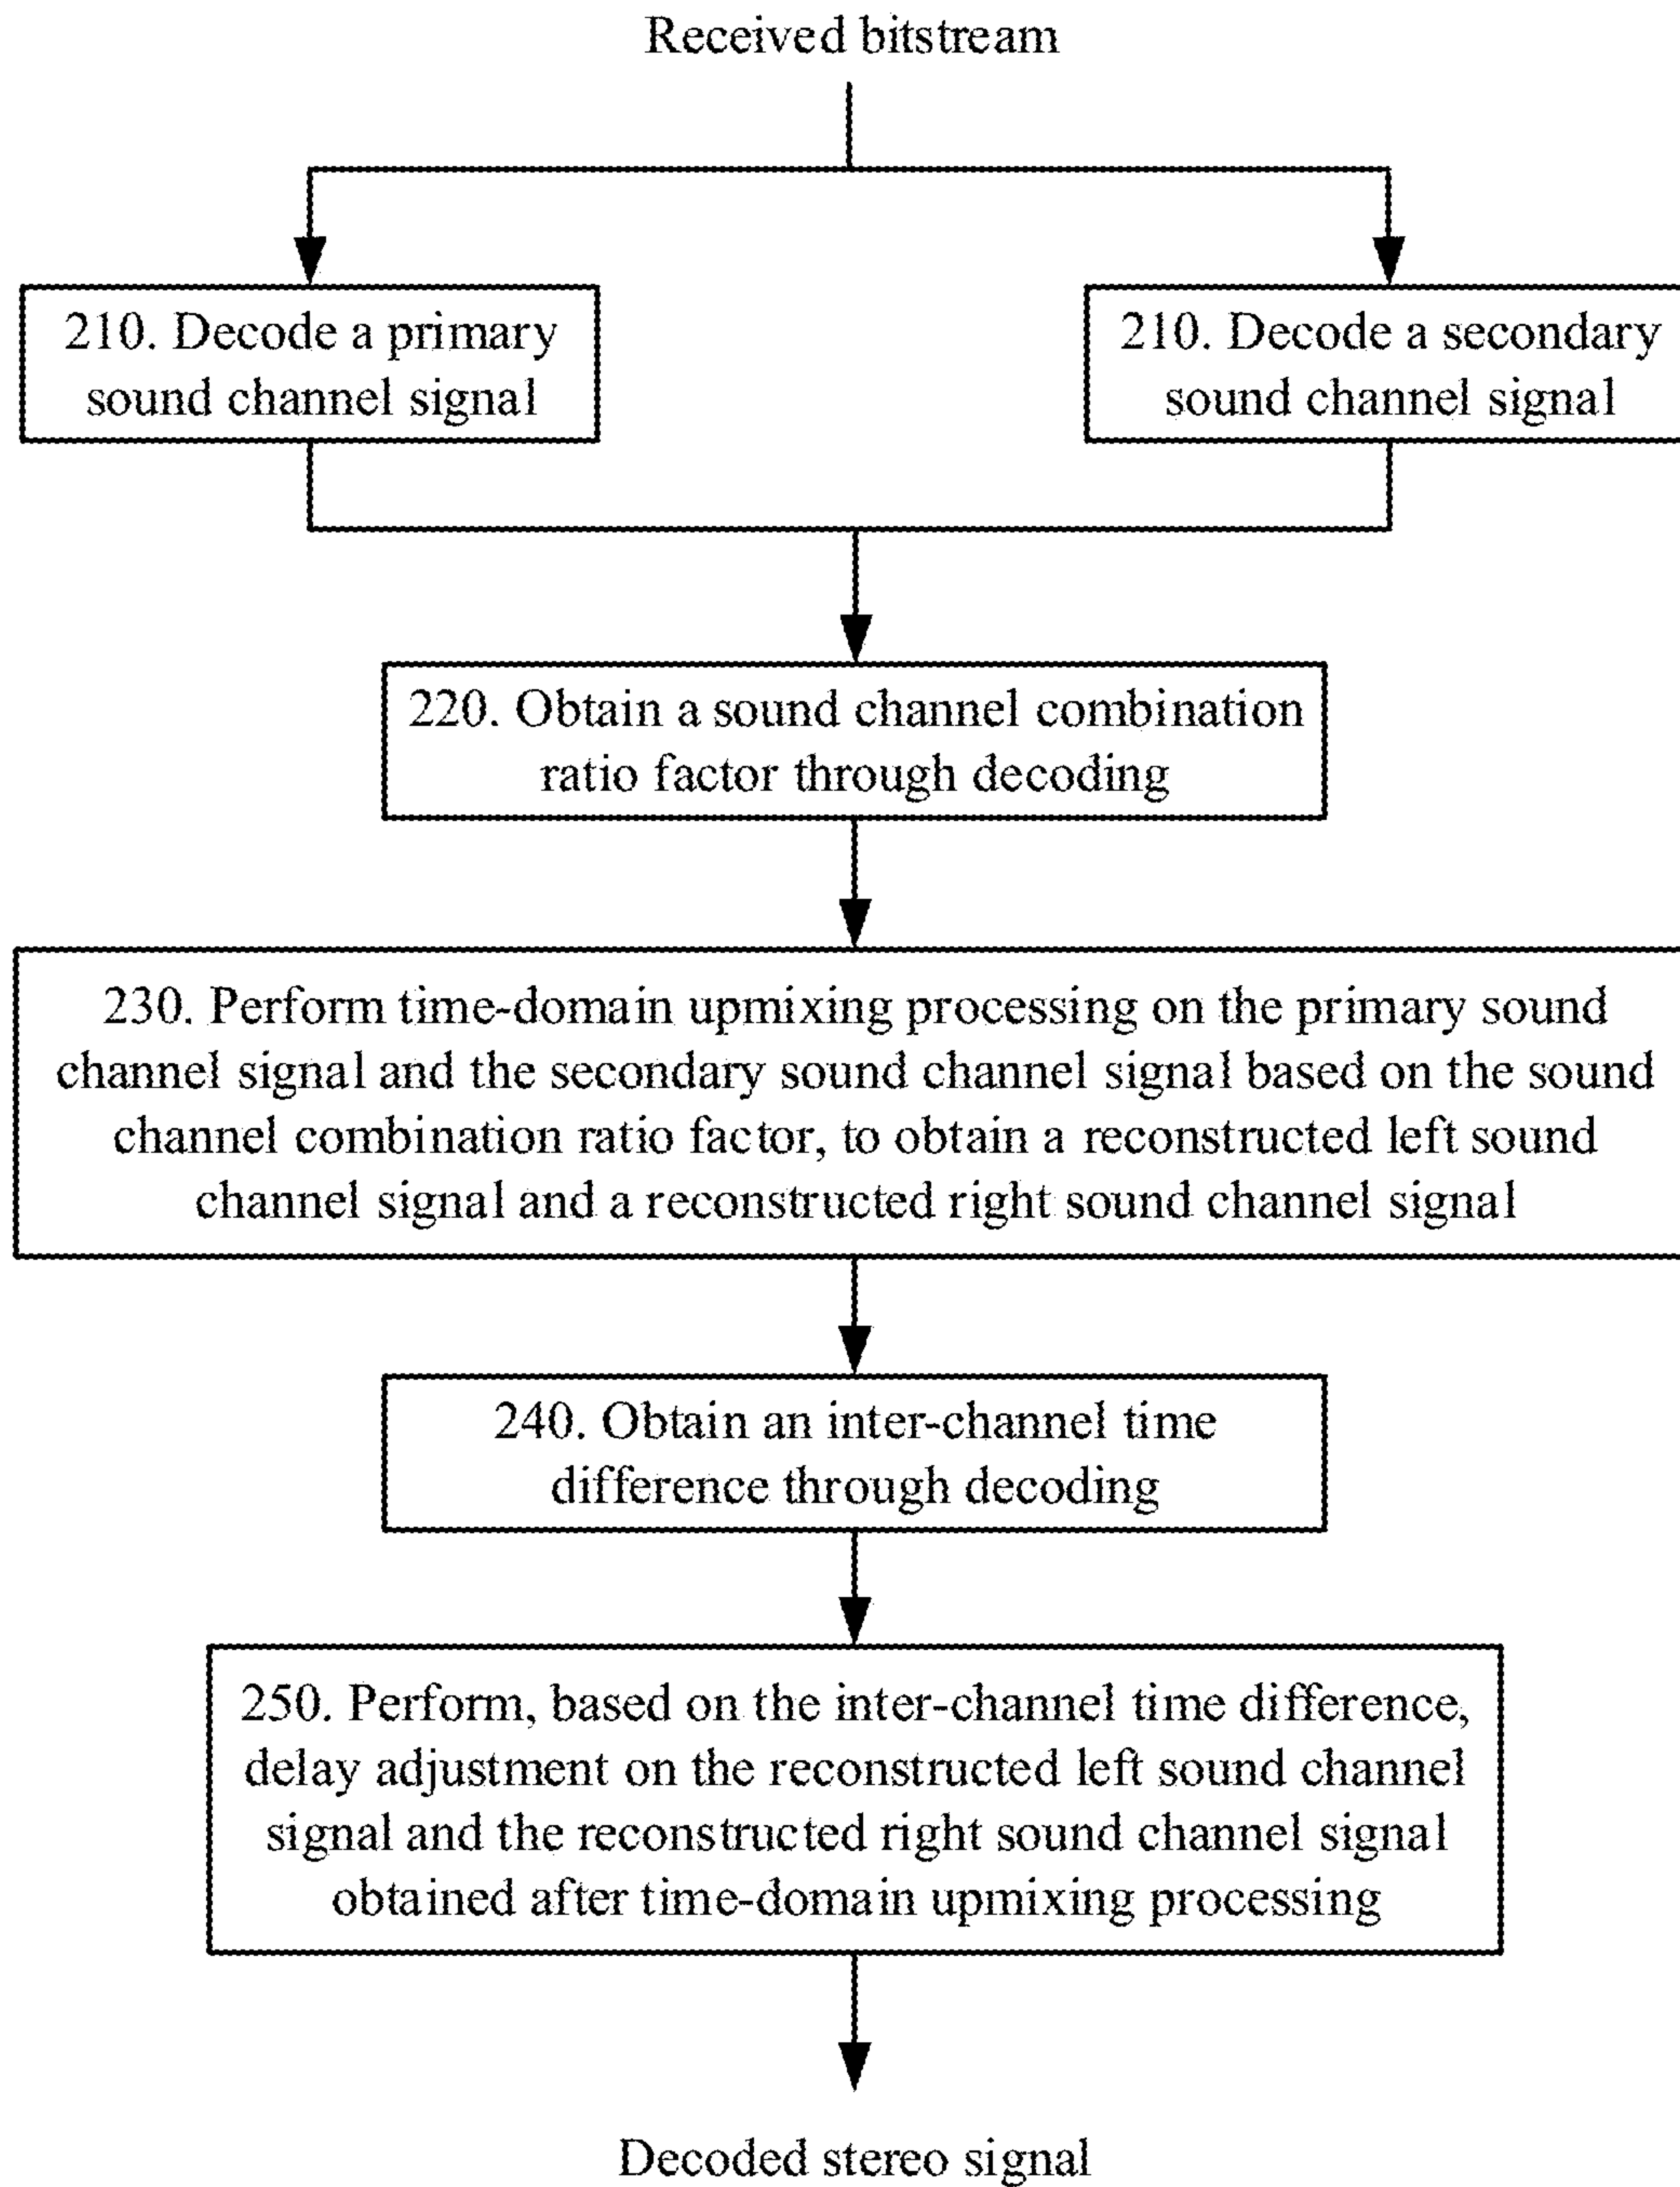 Received bitstream
210. Decode a primary
sound channel signal
210. Decode a secondary
sound channel signal
220. Obtain a sound channel combination
ratio factor through decoding
230. Perform time-domain upmixing processing on the primary sound
channel signal and the secondary sound channel signal based on the sound
channel combination ratio factor, to obtain a reconstructed left sound
channel signal and a reconstructed right sound channel signal
240. Obtain an inter-channel time
difference through decoding
250. Perform, based on the inter-channel time difference,
delay adjustment on the reconstructed left sound channel
signal and the reconstructed right sound channel signal
obtained after time-domain upmixing processing
Decoded stereo signal